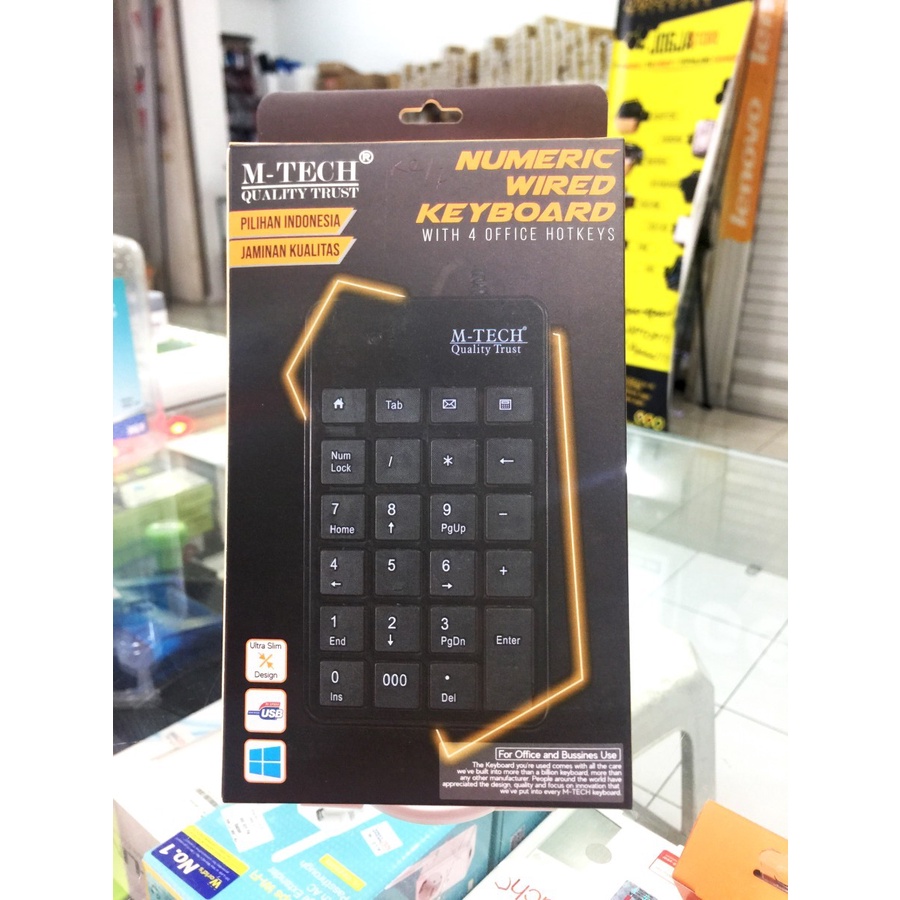 M-TECH®
QUALITY TRUST
PILIHAN INDONESIA
JAMINAN KUALITAS
NUMERIC
WIRED
KEYBOARD
WITH 4 OFFICE HOTKEYS
M-TECH®
Quality Trust
Tab
Num
Lock
/
*
←
7
Home
8
↑
9
PgUp
-
4
←
5
6
→
+
1
End
2
↓
3
PgDn
Enter
0
Ins
000
.
Del
Ultra Slim
Design
USB
For Office and Bussines Use
The Keyboard you're used comes with all the care
we've built into more than a billion keyboard, more than
any other manufacturer. People around the world have
appreciated the design, quality and focus on innovation that
we've put into every M-TECH keyboard.
lenovo
World's
No.1